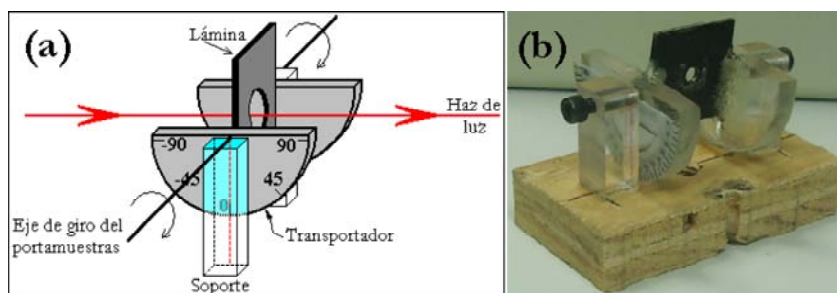 (a)
Lámina
Haz de
luz
-90
90
-45
45
0
Eje de giro del
portamuestras
Transportador
Soporte
(b)